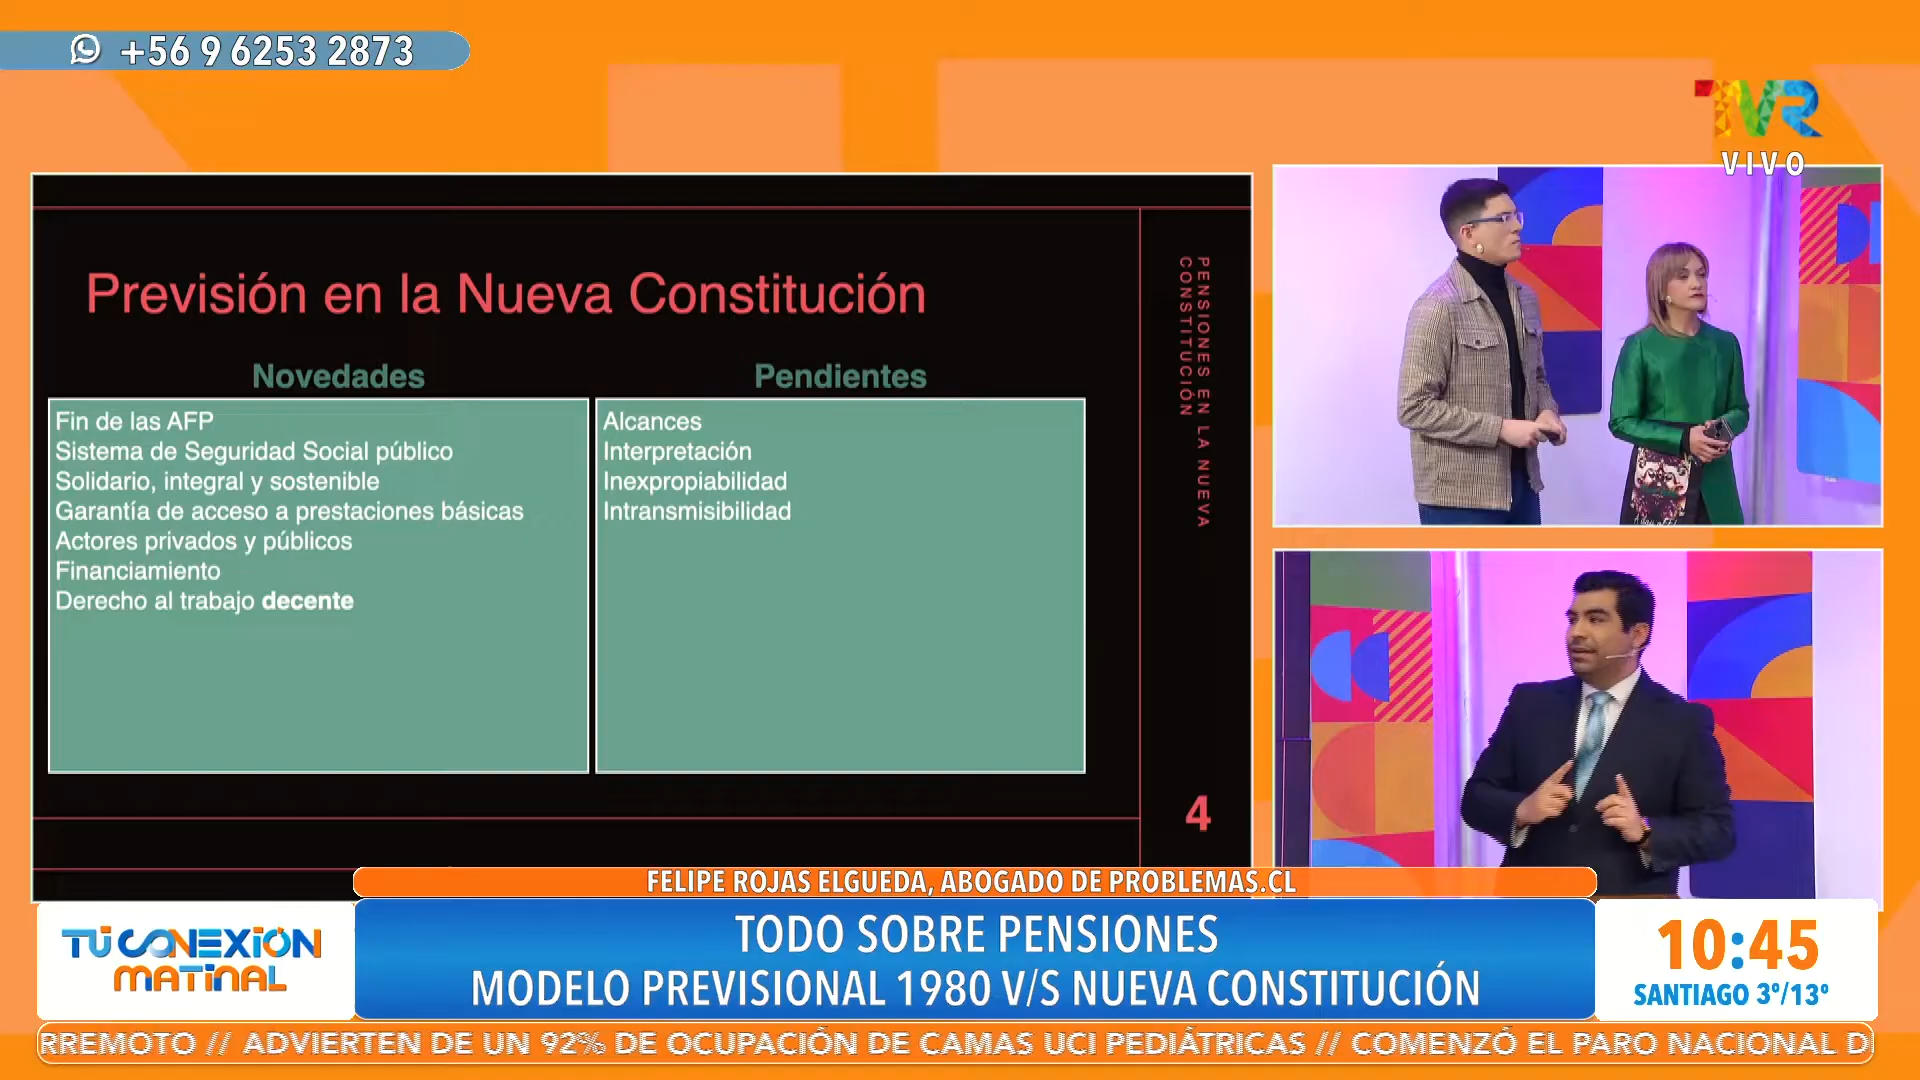 +56 9 6253 2873
TVR
VIVO
Previsión en la Nueva Constitución
PENSIONES EN LA NUEVA
CONSTITUCIÓN
Novedades
Pendientes
Fin de las AFP
Sistema de Seguridad Social público
Solidario, integral y sostenible
Garantía de acceso a prestaciones básicas
Actores privados y públicos
Financiamiento
Derecho al trabajo decente
Alcances
Interpretación
Inexpropiabilidad
Intransmisibilidad
4
FELIPE ROJAS ELGUEDA, ABOGADO DE PROBLEMAS.CL
TÚ CONEXIÓN
MATINAL
TODO SOBRE PENSIONES
MODELO PREVISIONAL 1980 V/S NUEVA CONSTITUCIÓN
10:45
SANTIAGO 3º/13º
RREMOTO // ADVIERTEN DE UN 92% DE OCUPACIÓN DE CAMAS UCI PEDIÁTRICAS // COMENZÓ EL PARO NACIONAL D